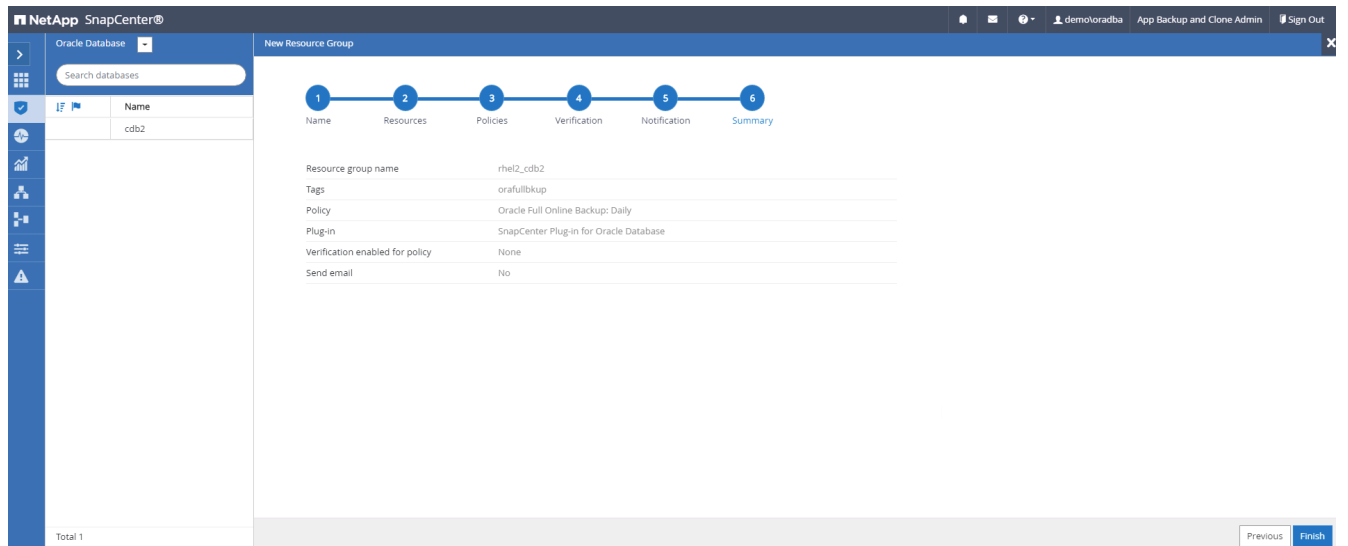 NetApp SnapCenter®
demo\oradba App Backup and Clone Admin Sign Out
Oracle Database
New Resource Group
Search databases
Name
cdb2
1 2 3 4 5 6
Name Resources Policies Verification Notification Summary
Resource group name rhel2_cdb2
Tags orafullbkup
Policy Oracle Full Online Backup: Daily
Plug-in SnapCenter Plug-in for Oracle Database
Verification enabled for policy None
Send email No
Total 1
Previous Finish